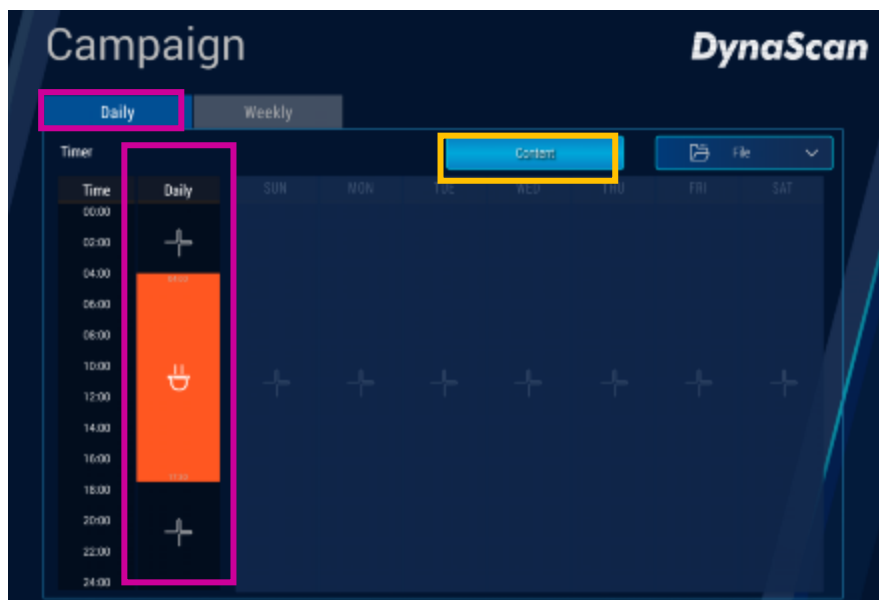 Campaign
DynaScan
Daily
Weekly
Timer
Content
File
Time
Daily
SUN
MON
TUE
WED
THU
FRI
SAT
00:00
02:00
04:00
04:00
06:00
08:00
10:00
12:00
14:00
16:00
18:00
20:00
22:00
24:00